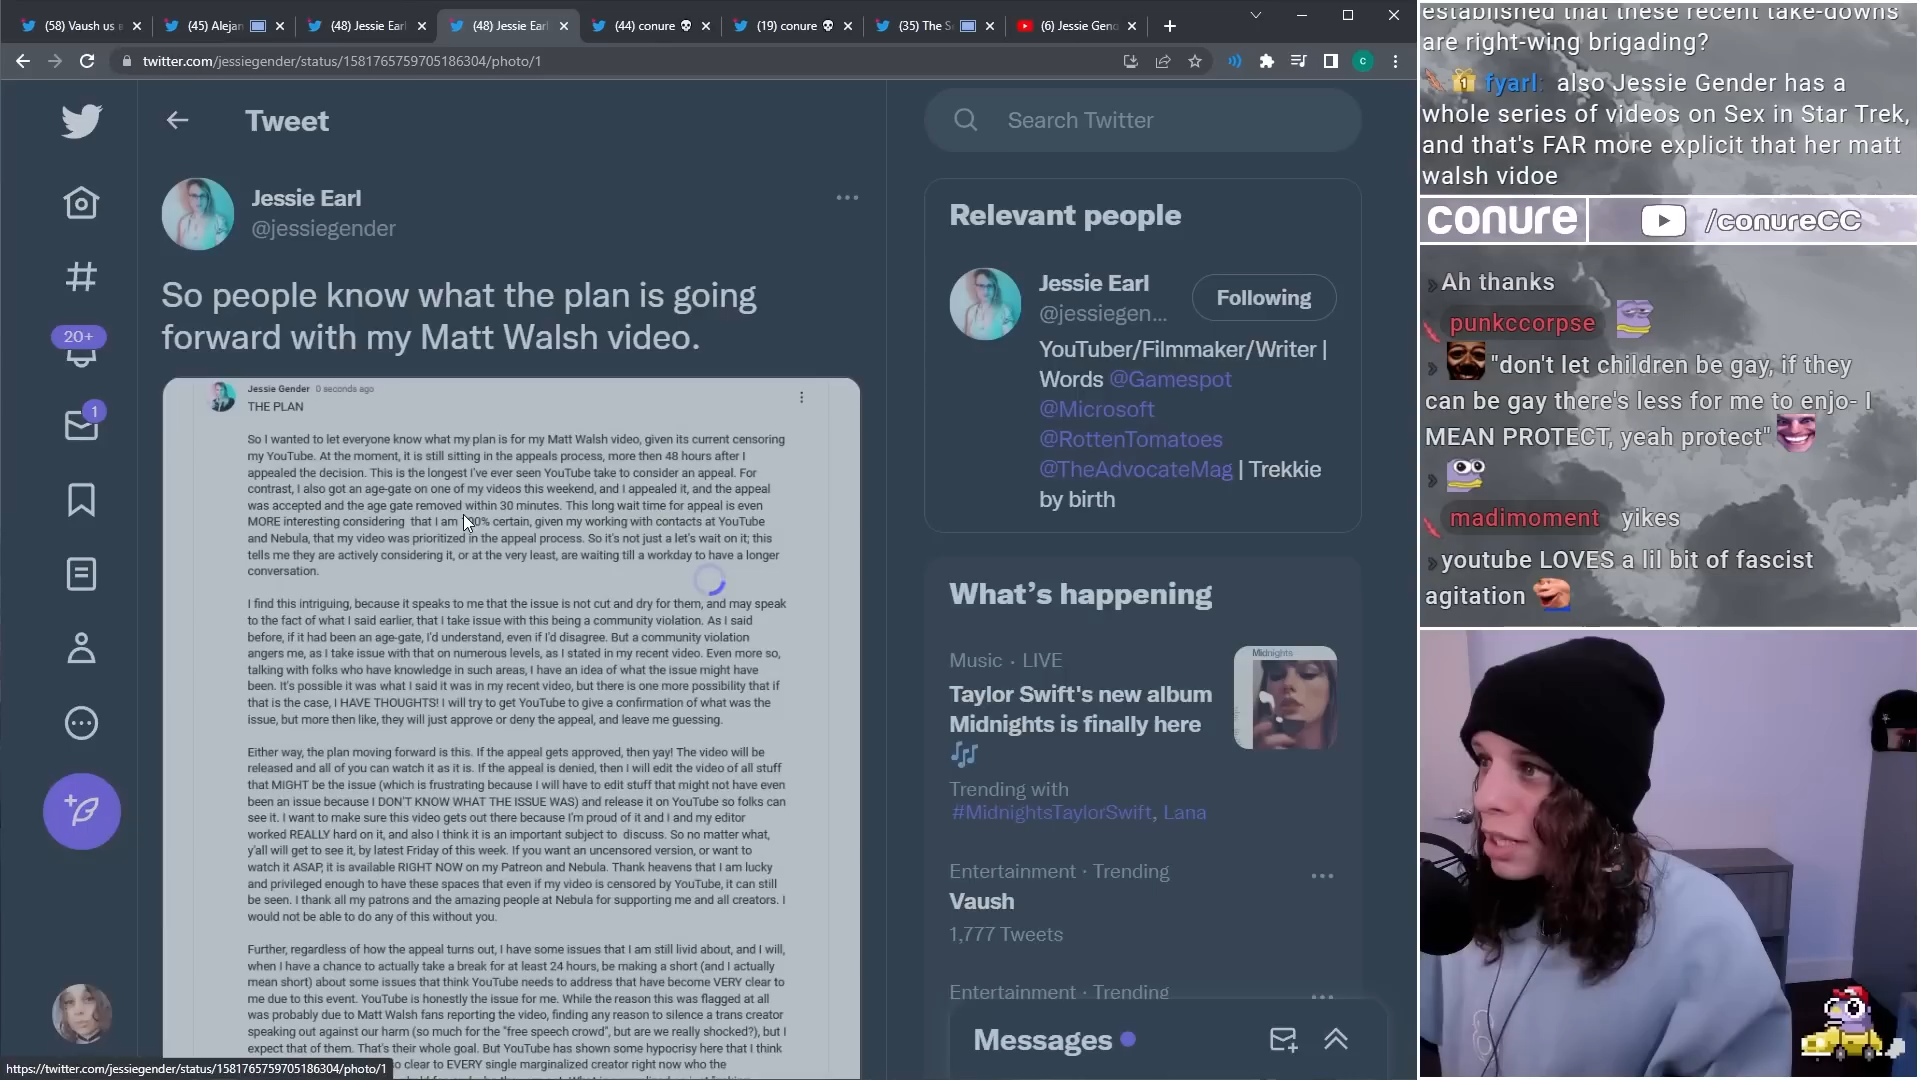 (58) Vaush us
(45) Alejan
(48) Jessie Earl
(48) Jessie Earl
(44) conure
(19) conure
(35) The S
(6) Jessie Gend
twitter.com/jessiegender/status/1581765759705186304/photo/1
Tweet
Search Twitter
Jessie Earl
@jessiegender
So people know what the plan is going
forward with my Matt Walsh video.
20+
1
Jessie Gender 0 seconds ago
THE PLAN
So I wanted to let everyone know what my plan is for my Matt Walsh video, given its current censoring
my YouTube. At the moment, it is still sitting in the appeals process, more then 48 hours after I
appealed the decision. This is the longest I've ever seen YouTube take to consider an appeal. For
contrast, I also got an age-gate on one of my videos this weekend, and I appealed it, and the appeal
was accepted and the age gate removed within 30 minutes. This long wait time for appeal is even
MORE interesting considering that I am 100% certain, given my working with contacts at YouTube
and Nebula, that my video was prioritized in the appeal process. So it's not just a let's wait on it; this
tells me they are actively considering it, or at the very least, are waiting till a workday to have a longer
conversation.
I find this intriguing, because it speaks to me that the issue is not cut and dry for them, and may speak
to the fact of what I said earlier, that I take issue with this being a community violation. As I said
before, if it had been an age-gate, I'd understand, even if I'd disagree. But a community violation
angers me, as I take issue with that on numerous levels, as I stated in my recent video. Even more so,
talking with folks who have knowledge in such areas, I have an idea of what the issue might have
been. It's possible it was what I said it was in my recent video, but there is one more possibility that if
that is the case, I HAVE THOUGHTS! I will try to get YouTube to give a confirmation of what was the
issue, but more then like, they will just approve or deny the appeal, and leave me guessing.
Either way, the plan moving forward is this. If the appeal gets approved, then yay! The video will be
released and all of you can watch it as it is. If the appeal is denied, then I will edit the video of all stuff
that MIGHT be the issue (which is frustrating because I will have to edit stuff that might not have even
been an issue because I DON'T KNOW WHAT THE ISSUE WAS) and release it on YouTube so folks can
see it. I want to make sure this video gets out there because I'm proud of it and I and my editor
worked REALLY hard on it, and also I think it is an important subject to discuss. So no matter what,
y'all will get to see it, by latest Friday of this week. If you want an uncensored version, or want to
watch it ASAP, it is available RIGHT NOW on my Patreon and Nebula. Thank heavens that I am lucky
and privileged enough to have these spaces that even if my video is censored by YouTube, it can still
be seen. I thank all my patrons and the amazing people at Nebula for supporting me and all creators. I
would not be able to do any of this without you.
Further, regardless of how the appeal turns out, I have some issues that I am still livid about, and I will,
when I have a chance to actually take a break for at least 24 hours, be making a short (and I actually
mean short) about some issues that think YouTube needs to address that have become VERY clear to
me due to this event. YouTube is honestly the issue for me. While the reason this was flagged at all
was probably due to Matt Walsh fans reporting the video, finding any reason to silence a trans creator
speaking out against our harm (so much for the "free speech crowd", but are we really shocked?), but I
expect that of them. That's their whole goal. But YouTube has shown some hypocrisy here that I think
so clear to EVERY single marginalized creator right now who the
https://twitter.com/jessiegender/status/1581765759705186304/photo/1
Relevant people
Jessie Earl
@jessiegen...
Following
YouTuber/Filmmaker/Writer |
Words @Gamespot
@Microsoft
@RottenTomatoes
@TheAdvocateMag | Trekkie
by birth
What's happening
Music · LIVE
Taylor Swift's new album
Midnights is finally here
Midnights
Trending with
#MidnightsTaylorSwift, Lana
Entertainment · Trending
Vaush
1,777 Tweets
Entertainment · Trending
Messages
established that these recent take-downs
are right-wing brigading?
fyarl: also Jessie Gender has a
whole series of videos on Sex in Star Trek,
and that's FAR more explicit that her matt
walsh vidoe
conure /conureCC
Ah thanks
punkccorpse
"don't let children be gay, if they
can be gay there's less for me to enjo- I
MEAN PROTECT, yeah protect"
madimoment yikes
youtube LOVES a lil bit of fascist
agitation